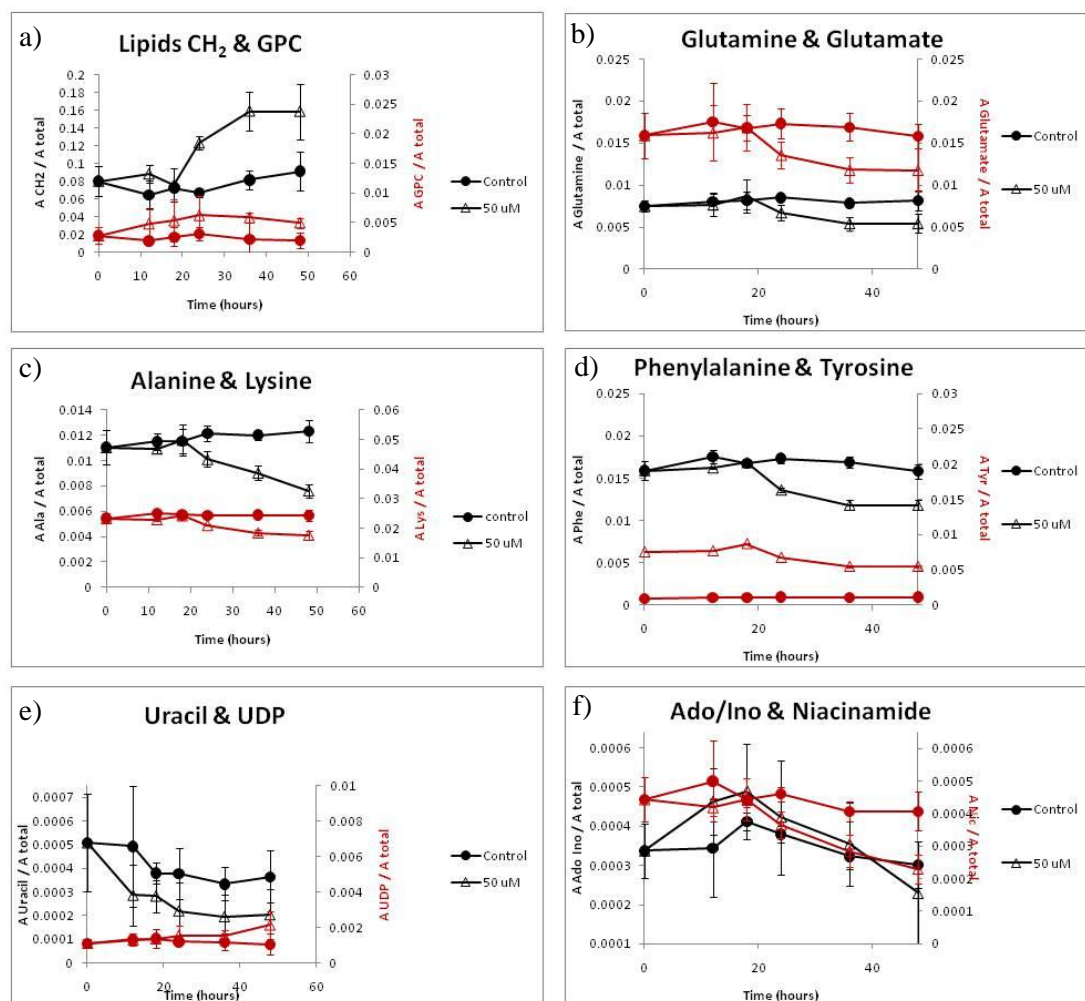 a)
Lipids CH₂ & GPC
A CH2 / A total
0.2
0.18
0.16
0.14
0.12
0.1
0.08
0.06
0.04
0.02
0
0.03
0.025
0.02
0.015
0.01
0.005
0
A GPC / A total
0 10 20 30 40 50 60
Time (hours)
Control
50 uM
b)
Glutamine & Glutamate
A Glutamine / A total
0.025
0.02
0.015
0.01
0.005
0
0.025
0.02
0.015
0.01
0.005
0
A Glutamate / A total
0 20 40
Time (hours)
Control
50 uM
c)
Alanine & Lysine
A Ala / A total
0.014
0.012
0.01
0.008
0.006
0.004
0.002
0
0.06
0.05
0.04
0.03
0.02
0.01
0
A Lys / A total
0 10 20 30 40 50 60
Time (hours)
control
50 uM
d)
Phenylalanine & Tyrosine
A Phe / A total
0.025
0.02
0.015
0.01
0.005
0
0.03
0.025
0.02
0.015
0.01
0.005
0
A Tyr / A total
0 20 40
Time (hours)
Control
50 uM
e)
Uracil & UDP
A Uracil / A total
0.0007
0.0006
0.0005
0.0004
0.0003
0.0002
0.0001
0
0.01
0.008
0.006
0.004
0.002
0
A UDP / A total
0 10 20 30 40 50 60
Time (hours)
Control
50 uM
f)
Ado/Ino & Niacinamide
A Ado Ino / A total
0.0006
0.0005
0.0004
0.0003
0.0002
0.0001
0.0006
0.0005
0.0004
0.0003
0.0002
0.0001
0
A Nic / A total
0 20 40
Time (hours)
Control
50 uM